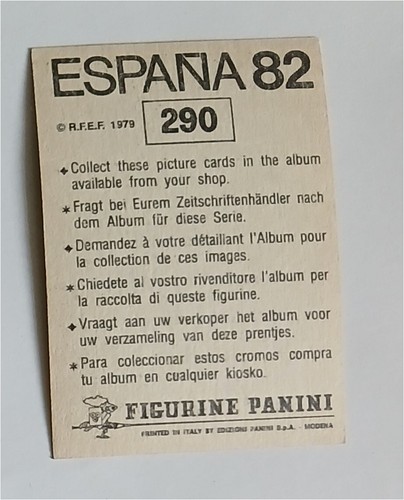 ESPAÑA 82
© R.F.E.F. 1979 290
✦ Collect these picture cards in the album
available from your shop.
✶ Fragt bei Eurem Zeitschriftenhändler nach
dem Album für diese Serie.
✦ Demandez à votre détaillant l'Album pour
la collection de ces images.
✶ Chiedete al vostro rivenditore l'album per
la raccolta di queste figurine.
✦ Vraagt aan uw verkoper het album voor
uw verzameling van deze prentjes.
✶ Para coleccionar estos cromos compra
tu album en cualquier kiosko.
FIGURINE PANINI
PRINTED IN ITALY BY EDIZIONI PANINI S.p.A. - MODENA